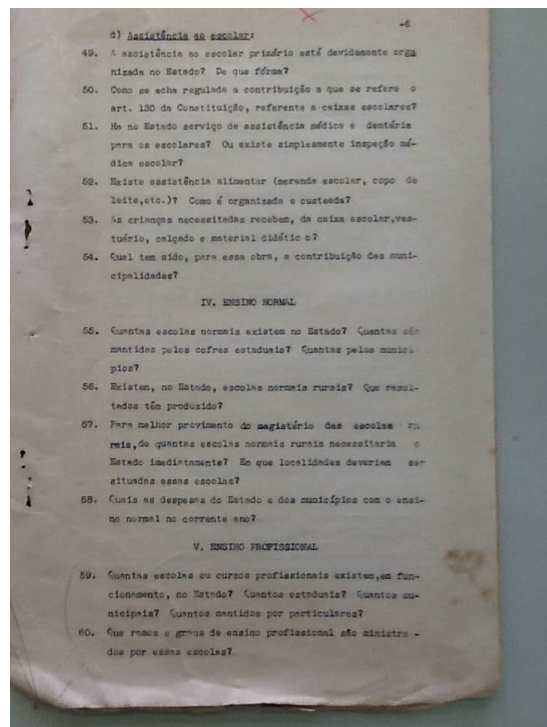 -6
d) Assistência ao escolar:
49. A assistência ao escolar primário está devidamente orga
nizada no Estado? De que fórma?
50. Como se acha regulada a contribuição a que se refere o
art. 130 da Constituição, referente a caixas escolares?
51. Ha no Estado serviço de assistência médica e dentária
para os escolares? Ou existe simplesmente inspeção mé-
dica escolar?
52. Existe assistência alimentar (merenda escolar, copo de
leite,etc.)? Como é organizada e custeada?
53. As crianças necessitadas recebem, da caixa escolar,ves-
tuário, calçado e material didátic o?
54. Qual tem sido, para essa obra, a contribuição das muni-
cipalidades?
IV. ENSINO NORMAL
55. Quantas escolas normais existem no Estado? Quantas são
mantidas pelos cofres estaduais? Quantas pelos municí-
pios?
56. Existem, no Estado, escolas normais rurais? Que resul-
tados têm produzido?
57. Para melhor provimento do magistério das escolas ru
rais,de quantas escolas normais rurais necessitaria o
Estado imediatamente? Em que localidades deveriam ser
situadas essas escolas?
58. Quais as despesas do Estado e dos municípios com o ensi-
no normal no corrente ano?
V. ENSINO PROFISSIONAL
59. Quantas escolas ou cursos profissionais existem,em fun-
cionamento, no Estado? Quantos estaduais? Quantos mu-
nicipais? Quantos mantidos por particulares?
60. Que ramos e graus de ensino profissional são ministra -
dos por essas escolas?